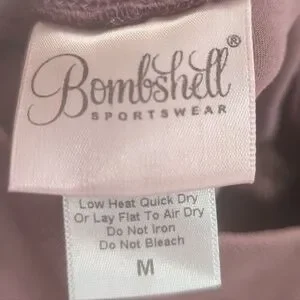 Bombshell®
SPORTSWEAR
Low Heat Quick Dry
Or Lay Flat To Air Dry
Do Not Iron
Do Not Bleach
M